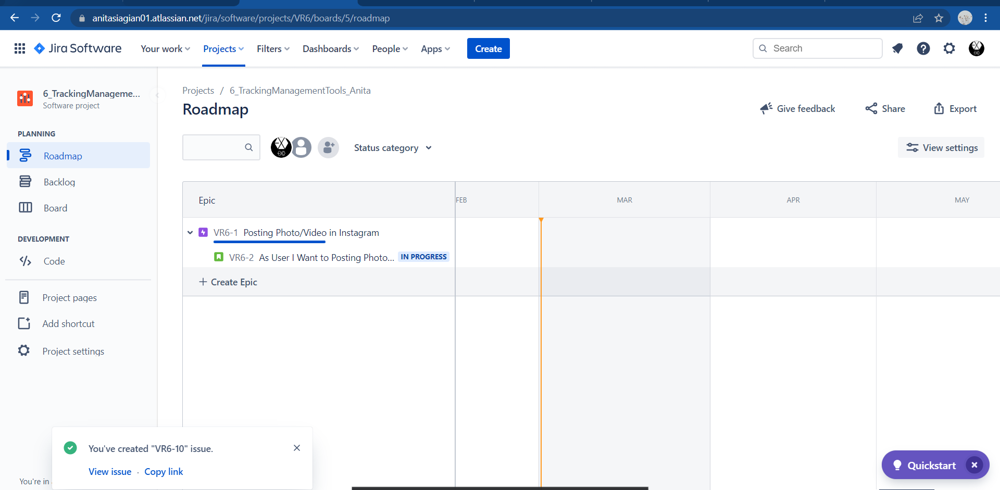 anitasiagian01.atlassian.net/jira/software/projects/VR6/boards/5/roadmap
Jira Software
Your work
Projects
Filters
Dashboards
People
Apps
Create
Search
6_TrackingManageme...
Software project
PLANNING
Roadmap
Backlog
Board
DEVELOPMENT
Code
Project pages
Add shortcut
Project settings
You're in
Projects / 6_TrackingManagementTools_Anita
Roadmap
Give feedback
Share
Export
EXO
Status category
View settings
Epic
FEB
MAR
APR
MAY
VR6-1 Posting Photo/Video in Instagram
VR6-2 As User I Want to Posting Photo... IN PROGRESS
+ Create Epic
You've created "VR6-10" issue.
View issue · Copy link
Quickstart